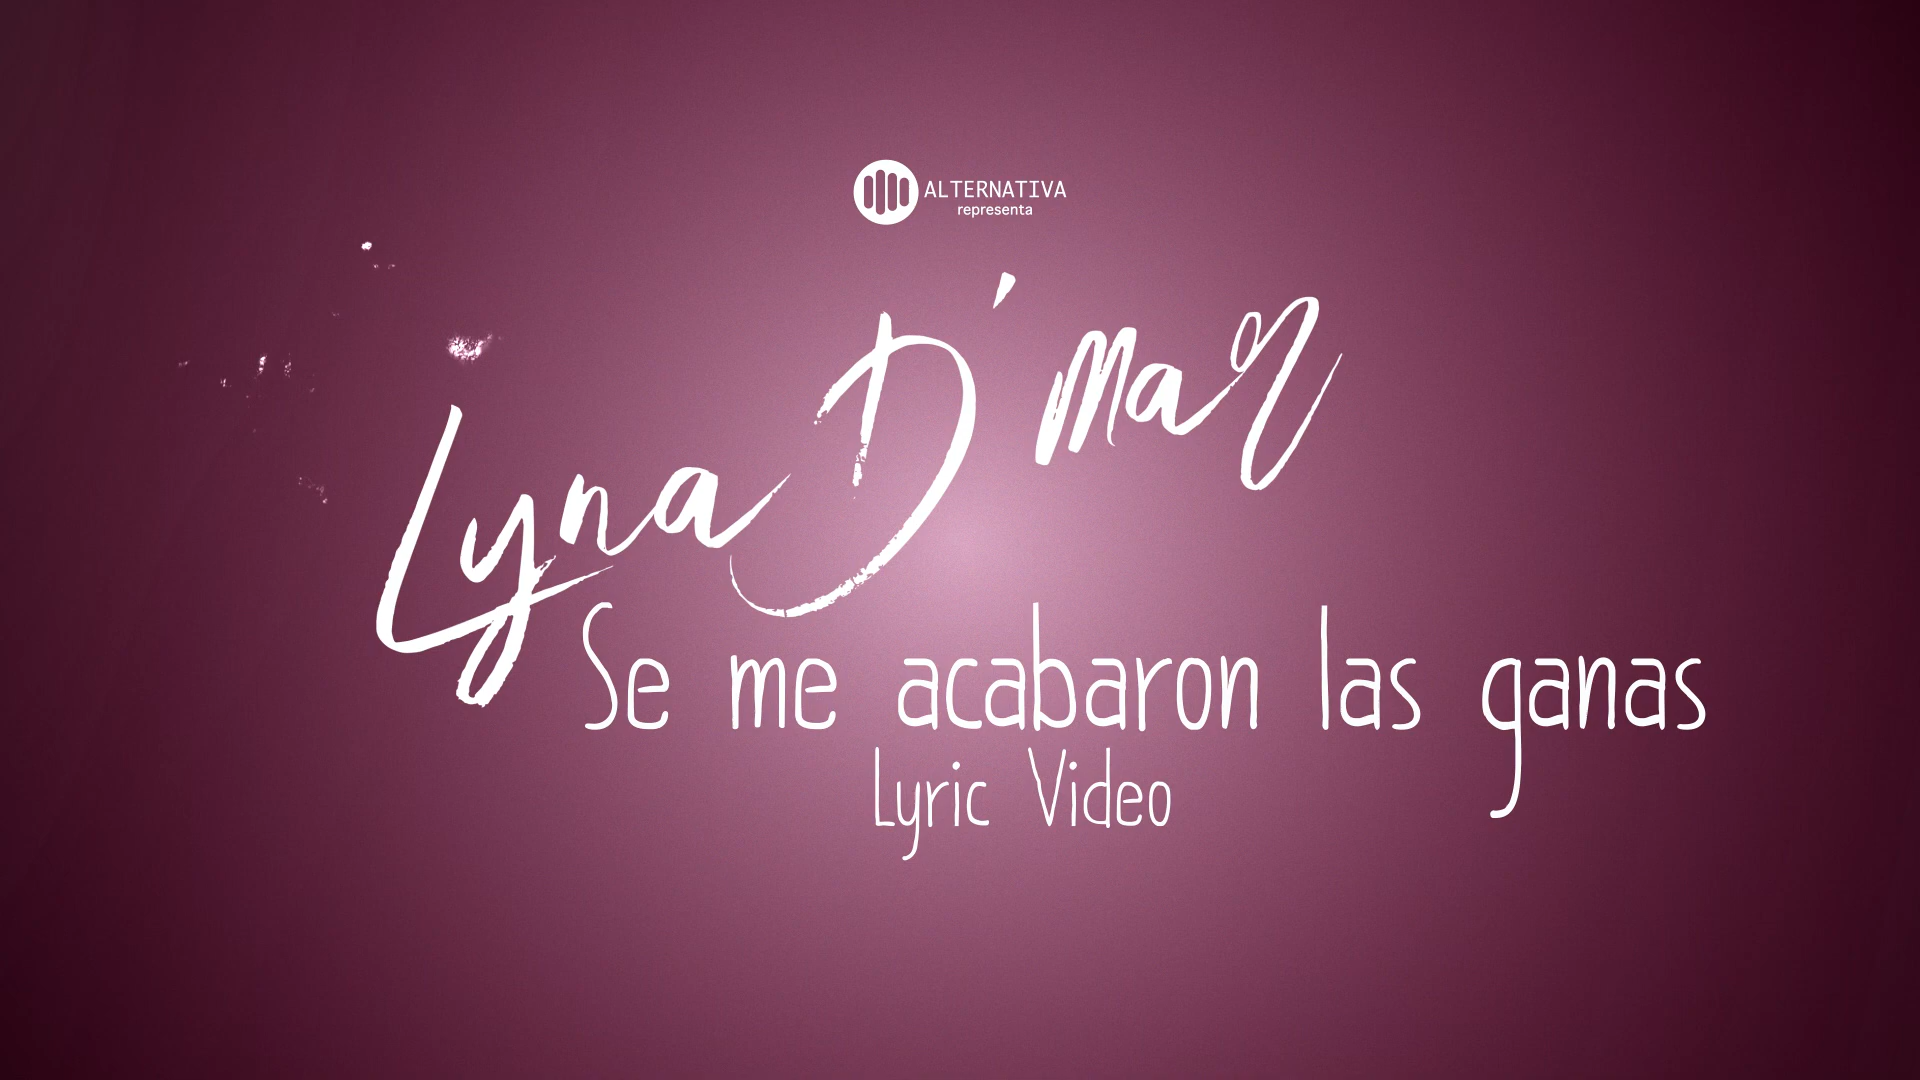 ALTERNATIVA
representa
Lyna D'mar
Se me acabaron las ganas
Lyric Video